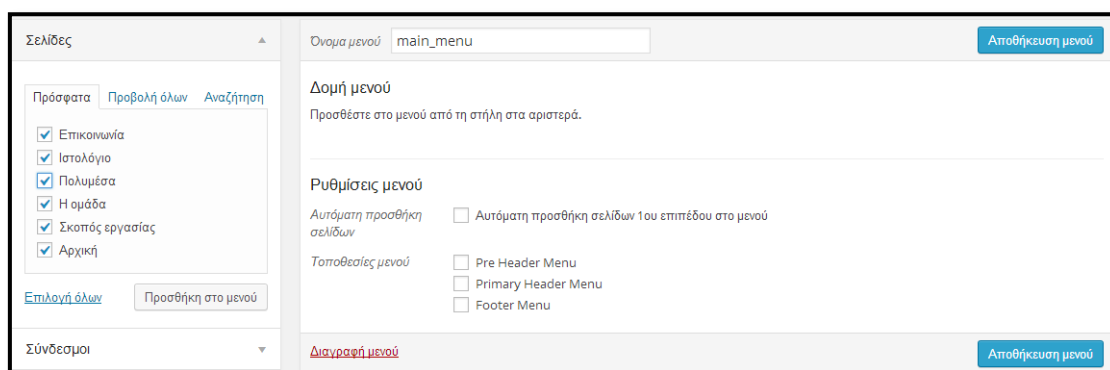 Σελίδες
Πρόσφατα Προβολή όλων Αναζήτηση
Επικοινωνία
Ιστολόγιο
Πολυμέσα
Η ομάδα
Σκοπός εργασίας
Αρχική
Επιλογή όλων Προσθήκη στο μενού
Σύνδεσμοι
Όνομα μενού main_menu Αποθήκευση μενού
Δομή μενού
Προσθέστε στο μενού από τη στήλη στα αριστερά.
Ρυθμίσεις μενού
Αυτόματη προσθήκη
σελίδων
Αυτόματη προσθήκη σελίδων 1ου επιπέδου στο μενού
Τοποθεσίες μενού
Pre Header Menu
Primary Header Menu
Footer Menu
Διαγραφή μενού Αποθήκευση μενού